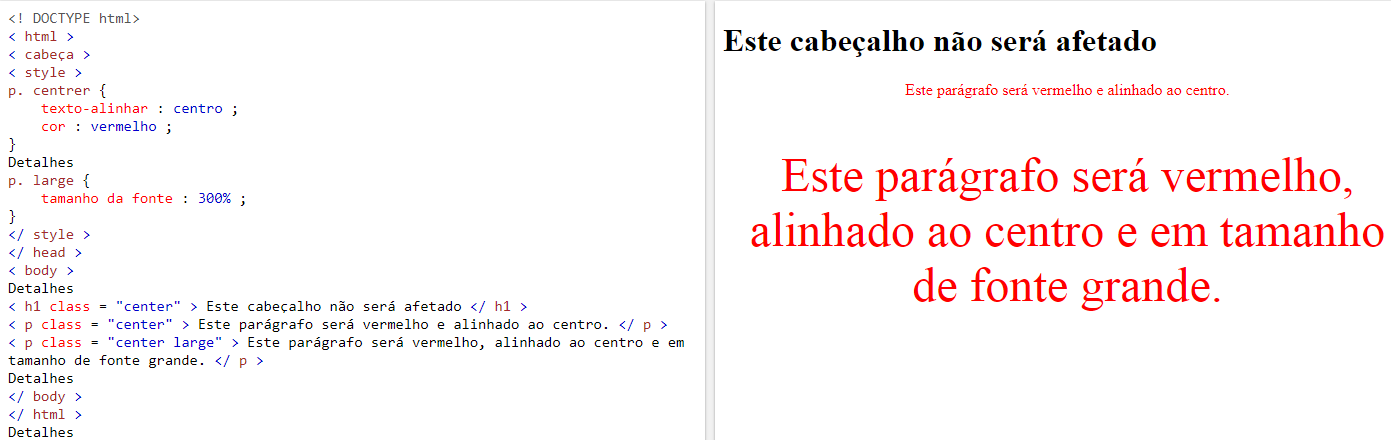 <! DOCTYPE html>
< html >
< cabeça >
< style >
p. centrer {
    texto-alinhar : centro ;
    cor : vermelho ;
}
Detalhes
p. large {
    tamanho da fonte : 300% ;
}
</ style >
</ head >
< body >
Detalhes
< h1 class = "center" > Este cabeçalho não será afetado </ h1 >
< p class = "center" > Este parágrafo será vermelho e alinhado ao centro. </ p >
< p class = "center large" > Este parágrafo será vermelho, alinhado ao centro e em
tamanho de fonte grande. </ p >
Detalhes
</ body >
</ html >
Detalhes
Este cabeçalho não será afetado
Este parágrafo será vermelho e alinhado ao centro.
Este parágrafo será vermelho,
alinhado ao centro e em tamanho
de fonte grande.